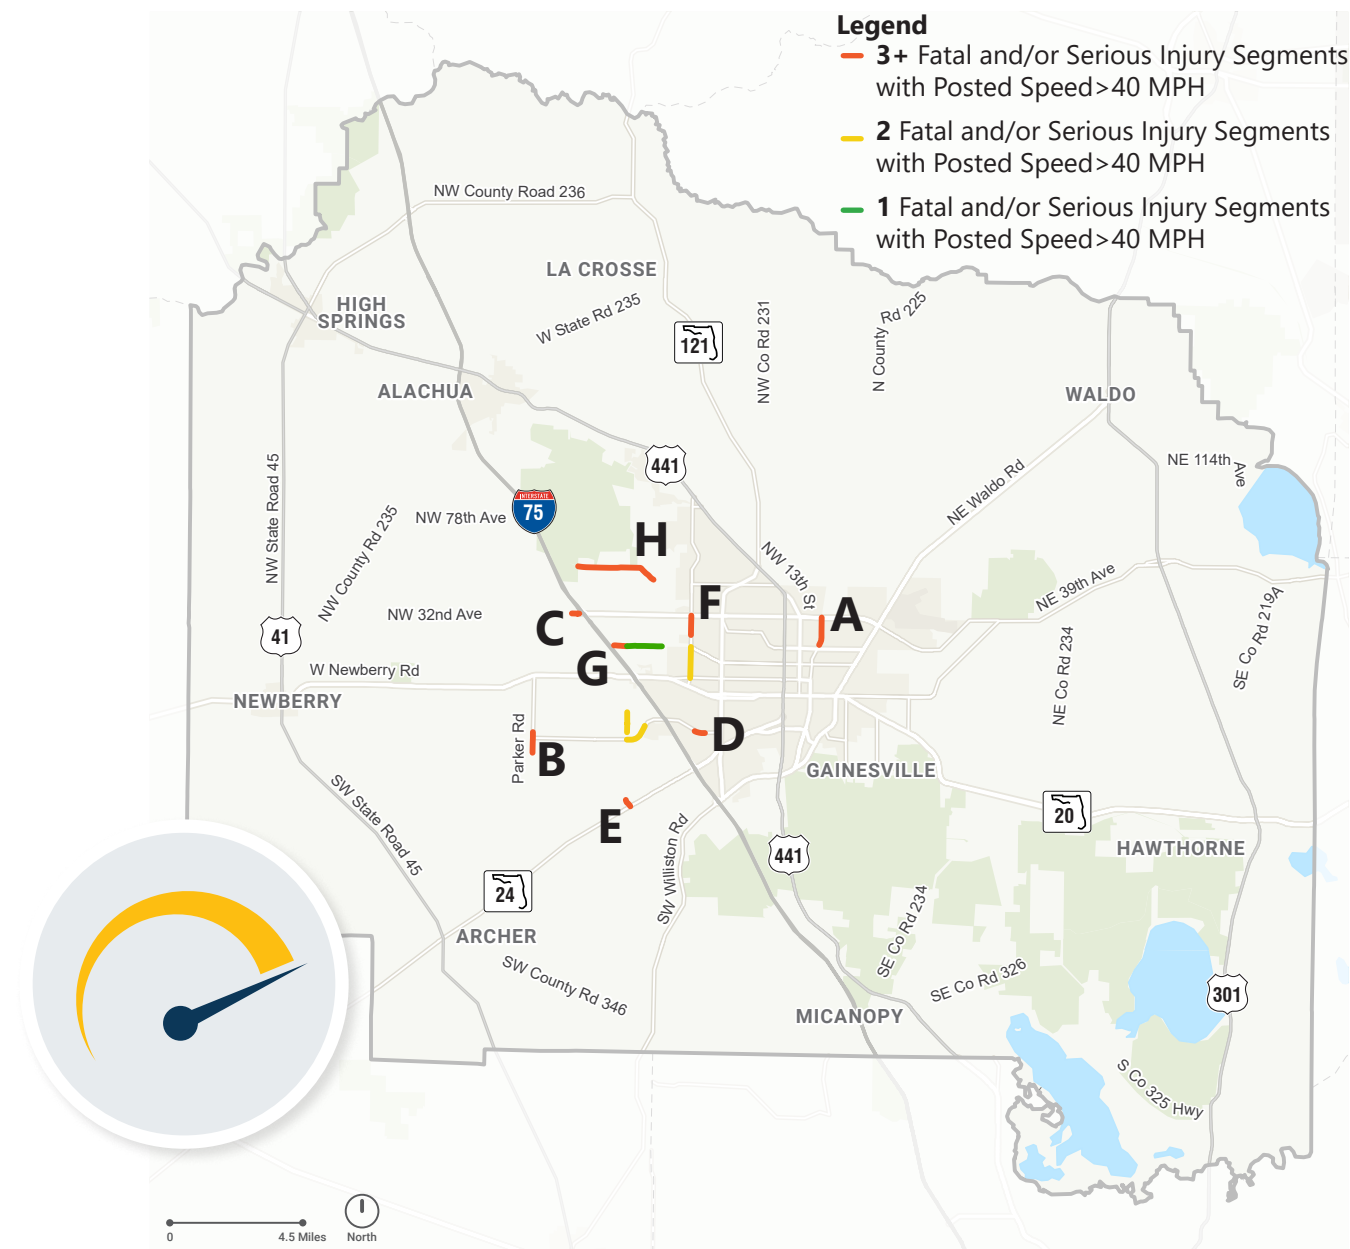 Legend
3+ Fatal and/or Serious Injury Segments
with Posted Speed>40 MPH
2 Fatal and/or Serious Injury Segments
with Posted Speed>40 MPH
1 Fatal and/or Serious Injury Segments
with Posted Speed>40 MPH
NW County Road 236
LA CROSSE
HIGH
SPRINGS
W State Rd 235
121
NW Co Rd 231
N County
Rd 225
ALACHUA
WALDO
441
NE 114th
Ave
NW State Road 45
NW County Rd 235
NW 78th Ave
INTERSTATE
75
NE Waldo Rd
H
NW 13th St
NE 39th Ave
SE Co Rd 219A
F
A
NW 32nd Ave
C
41
G
W Newberry Rd
NE Co Rd 234
NEWBERRY
Parker Rd
B
D
GAINESVILLE
SW State Road 45
E
20
HAWTHORNE
SW Williston Rd
441
24
SE Co Rd 234
ARCHER
SW County Rd 346
SE Co Rd 326
301
MICANOPY
S Co 325 Hwy
0
4.5 Miles
North